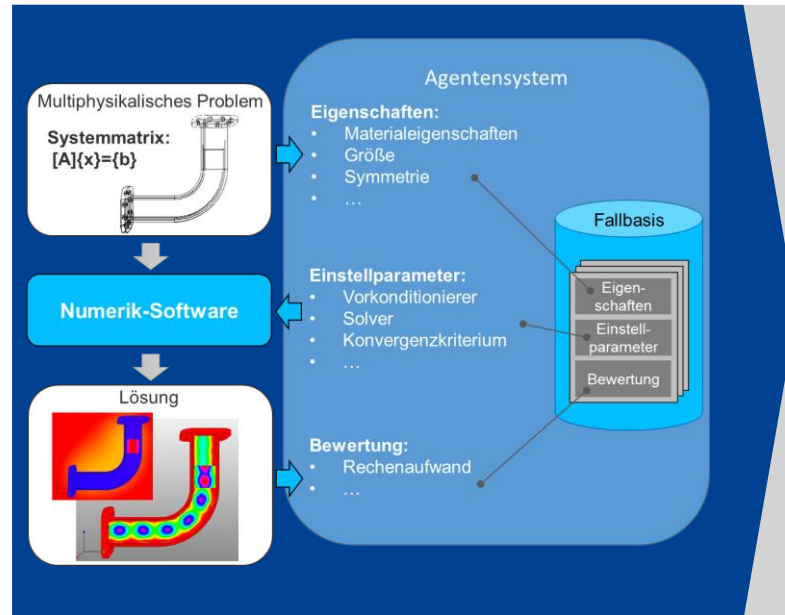 Multiphysikalisches Problem
Systemmatrix:
[A]{x}={b}
Numerik-Software
Lösung
Agentensystem
Eigenschaften:
• Materialeigenschaften
• Größe
• Symmetrie
• …
Einstellparameter:
• Vorkonditionierer
• Solver
• Konvergenzkriterium
• …
Bewertung:
• Rechenaufwand
• …
Fallbasis
Eigen-
schaften
Einstell-
parameter
Bewertung